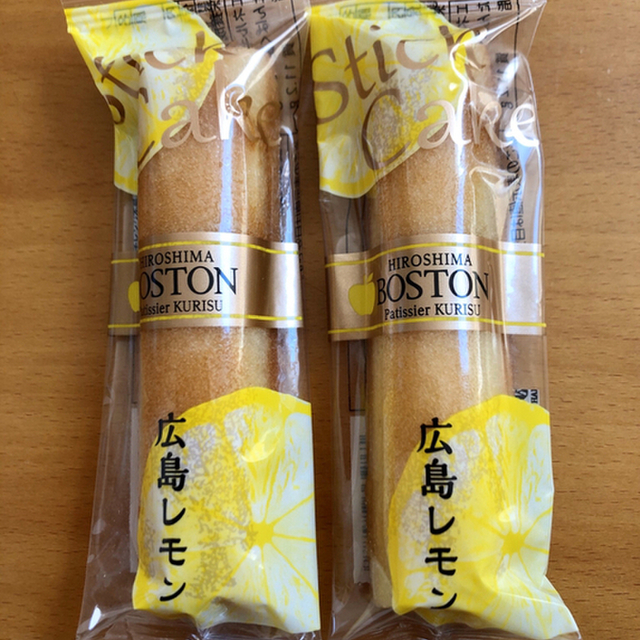 Stick
Cake
HIROSHIMA
BOSTON
Patissier KURISU
広島レモン
Stick
Cake
HIROSHIMA
BOSTON
Patissier KURISU
広島レモン